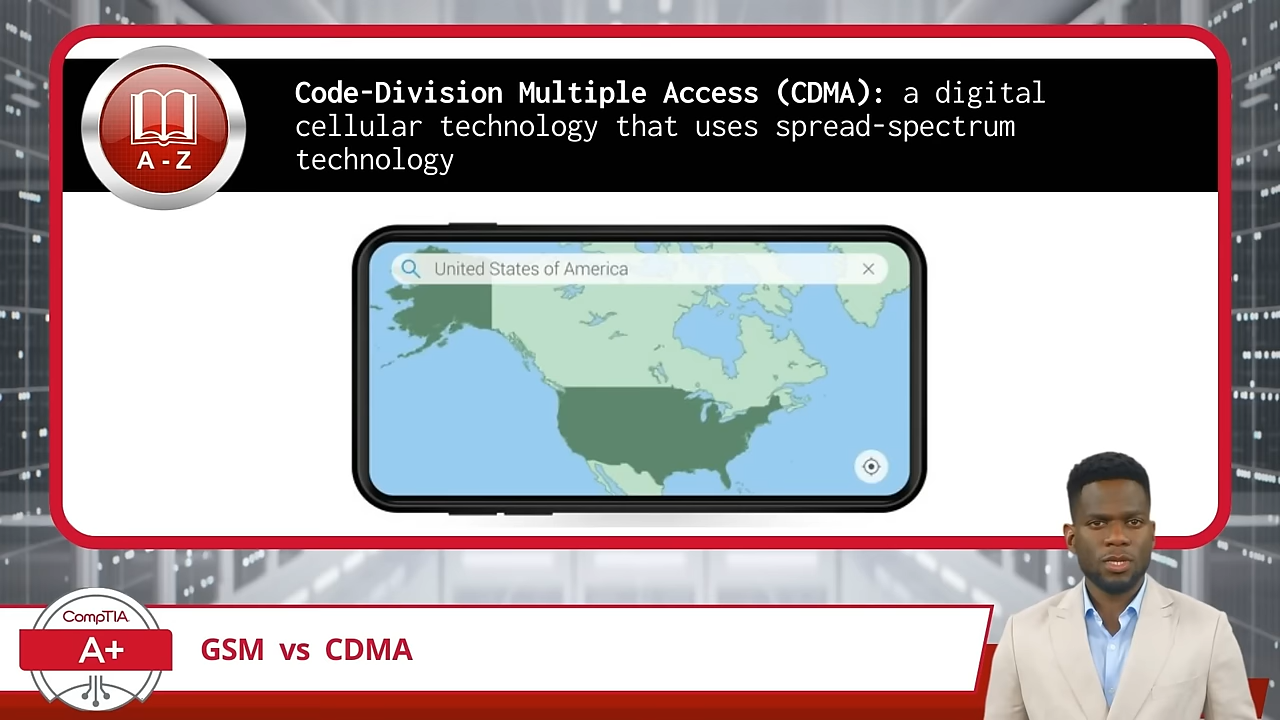 Code-Division Multiple Access (CDMA): a digital
cellular technology that uses spread-spectrum
technology
A - Z
United States of America
CompTIA
A+
GSM vs CDMA